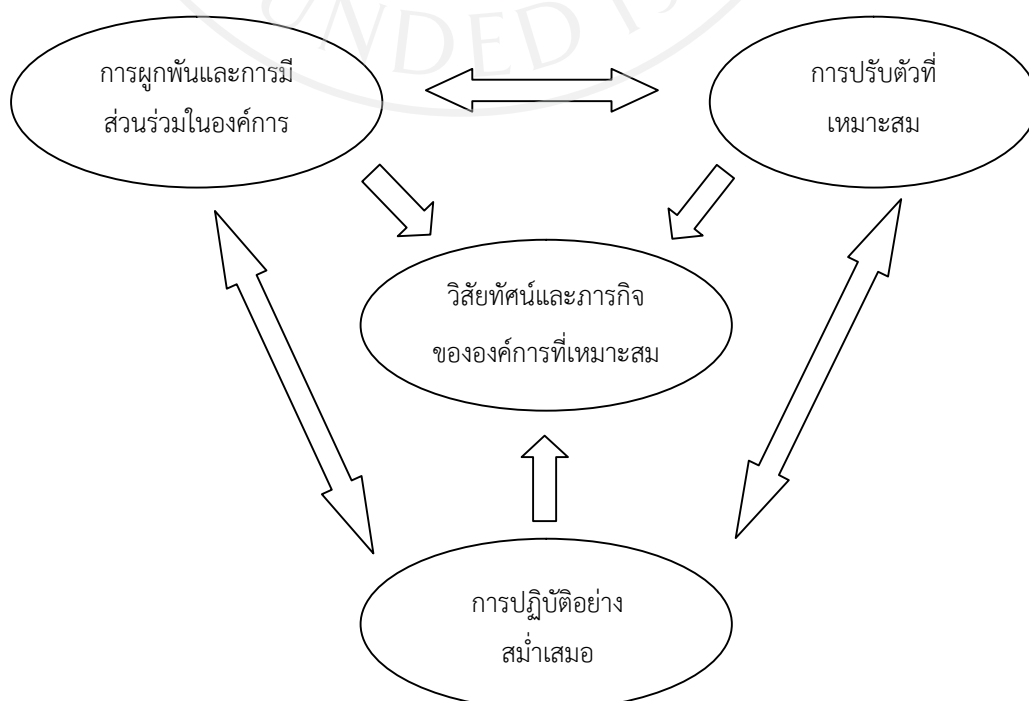 UNDED 1
การผูกพันและการมี
ส่วนร่วมในองค์การ
การปรับตัวที่
เหมาะสม
วิสัยทัศน์และภารกิจ
ขององค์การที่เหมาะสม
การปฏิบัติอย่าง
สม่ำเสมอ